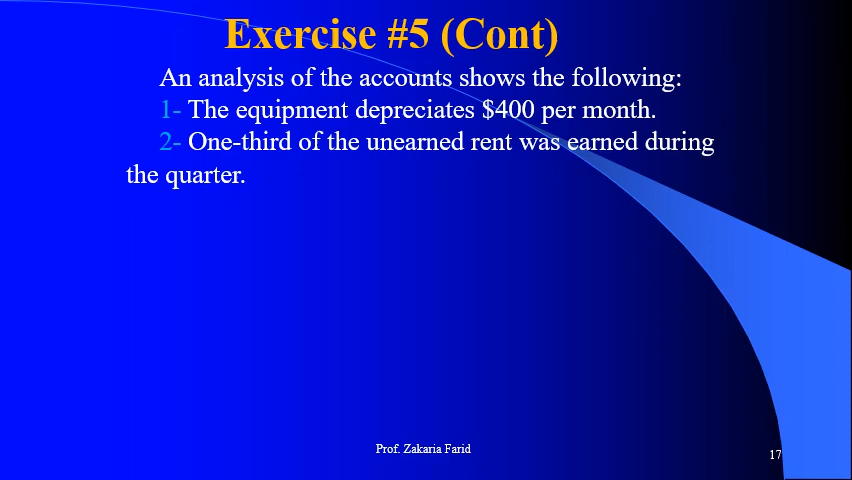 Exercise #5 (Cont)
An analysis of the accounts shows the following:
1- The equipment depreciates $400 per month.
2- One-third of the unearned rent was earned during
the quarter.
Prof. Zakaria Farid
17